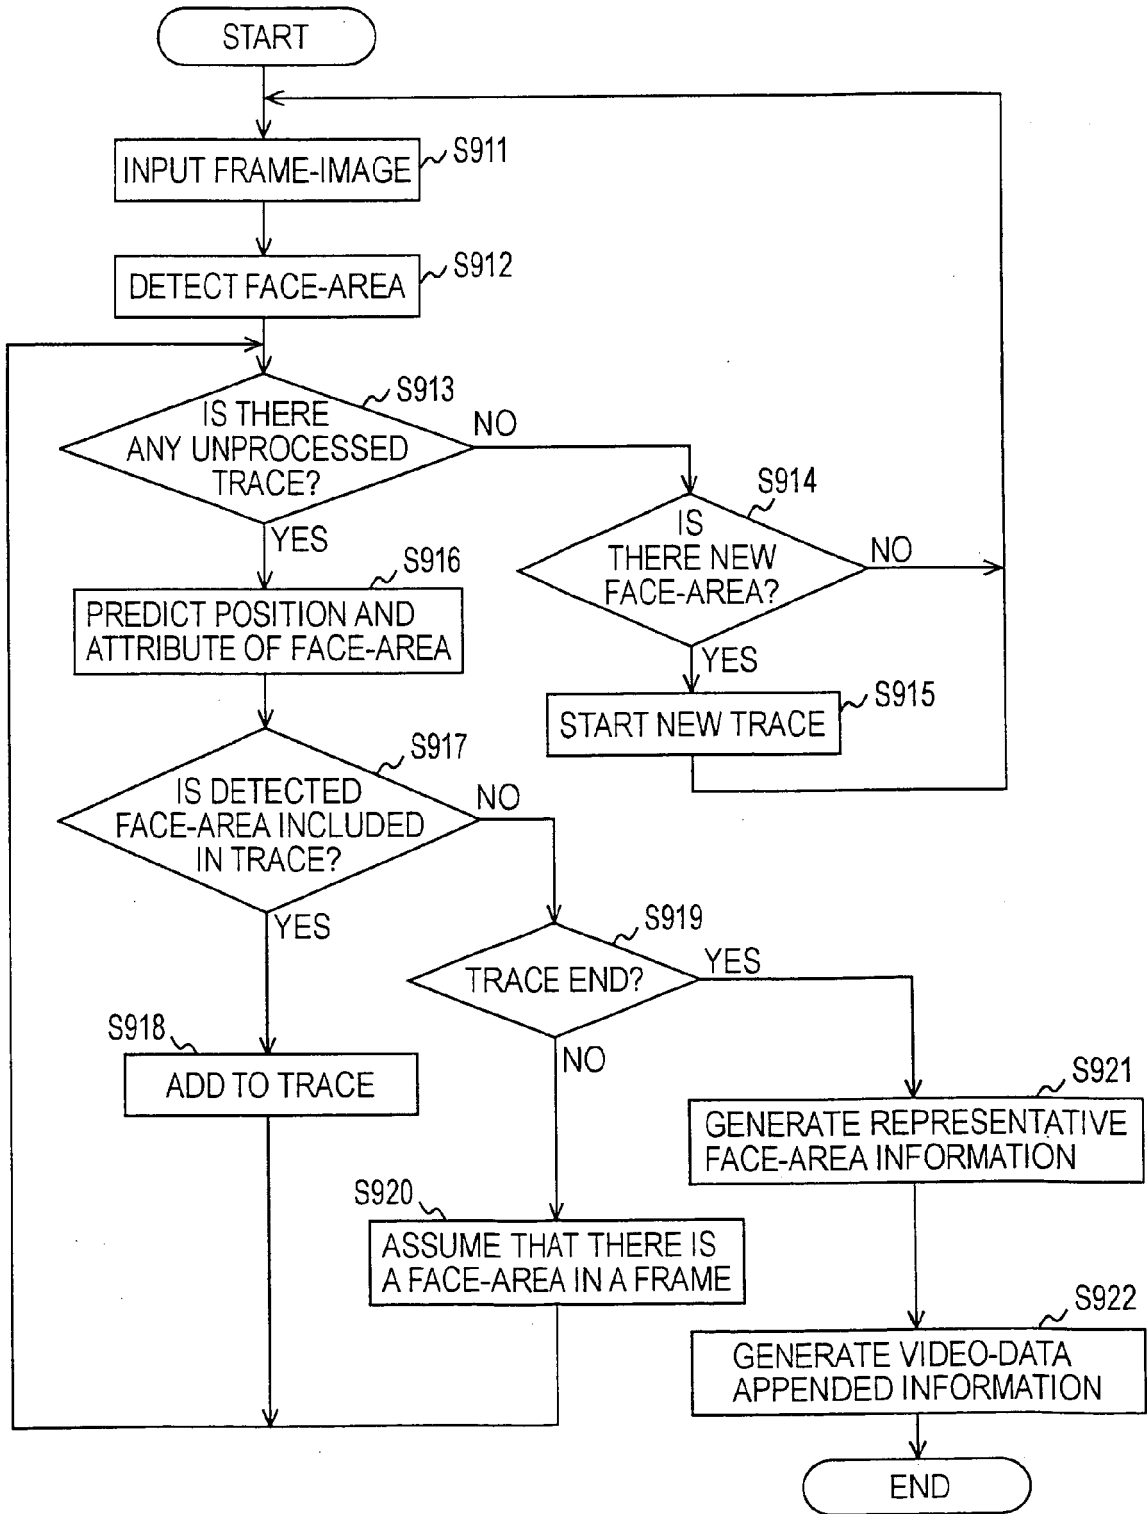 START
INPUT FRAME-IMAGE
S911
DETECT FACE-AREA
S912
S913
IS THERE
ANY UNPROCESSED
TRACE?
NO
YES
S914
IS
THERE NEW
FACE-AREA?
NO
YES
S915
START NEW TRACE
S916
PREDICT POSITION AND
ATTRIBUTE OF FACE-AREA
S917
IS DETECTED
FACE-AREA INCLUDED
IN TRACE?
NO
YES
S918
ADD TO TRACE
S919
TRACE END?
YES
NO
S920
ASSUME THAT THERE IS
A FACE-AREA IN A FRAME
S921
GENERATE REPRESENTATIVE
FACE-AREA INFORMATION
S922
GENERATE VIDEO-DATA
APPENDED INFORMATION
END